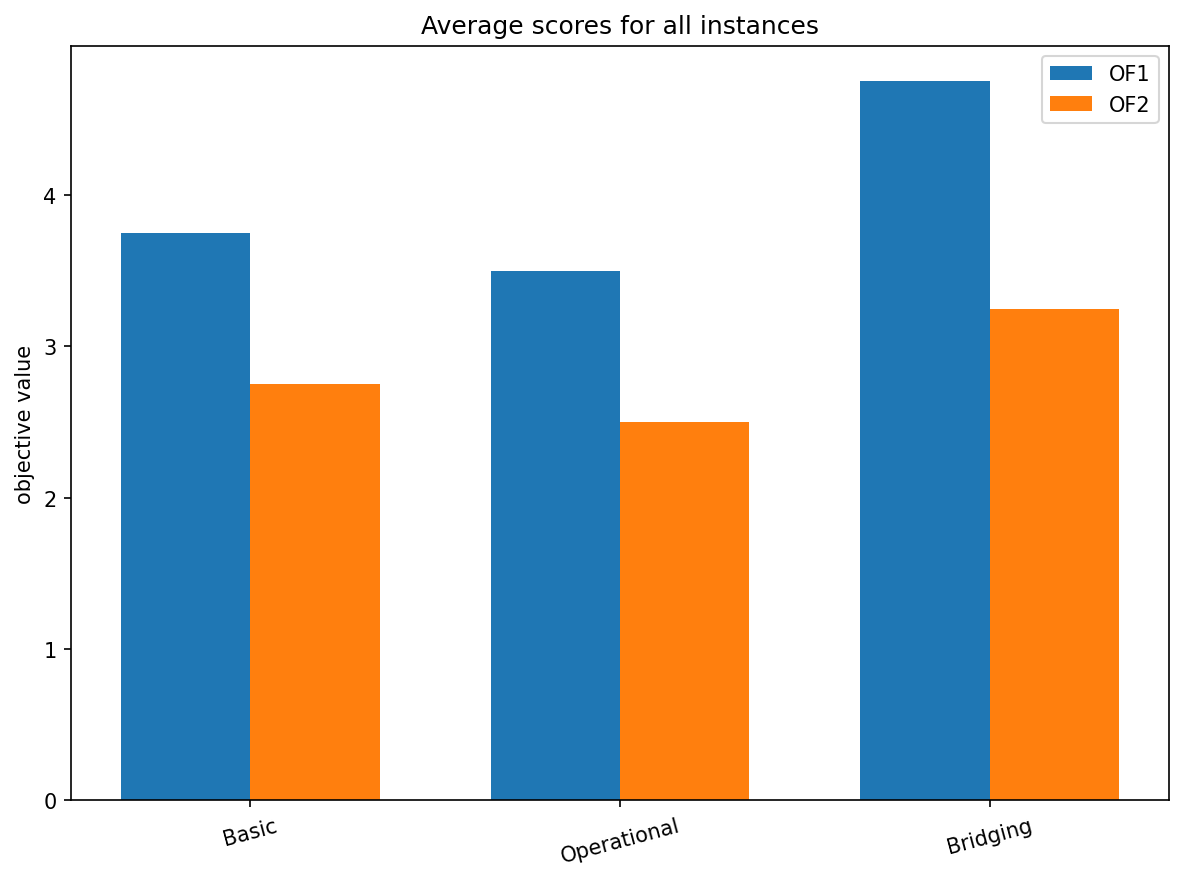 Average scores for all instances
OF1
OF2
objective value
4
3
2
1
0
Basic
Operational
Bridging